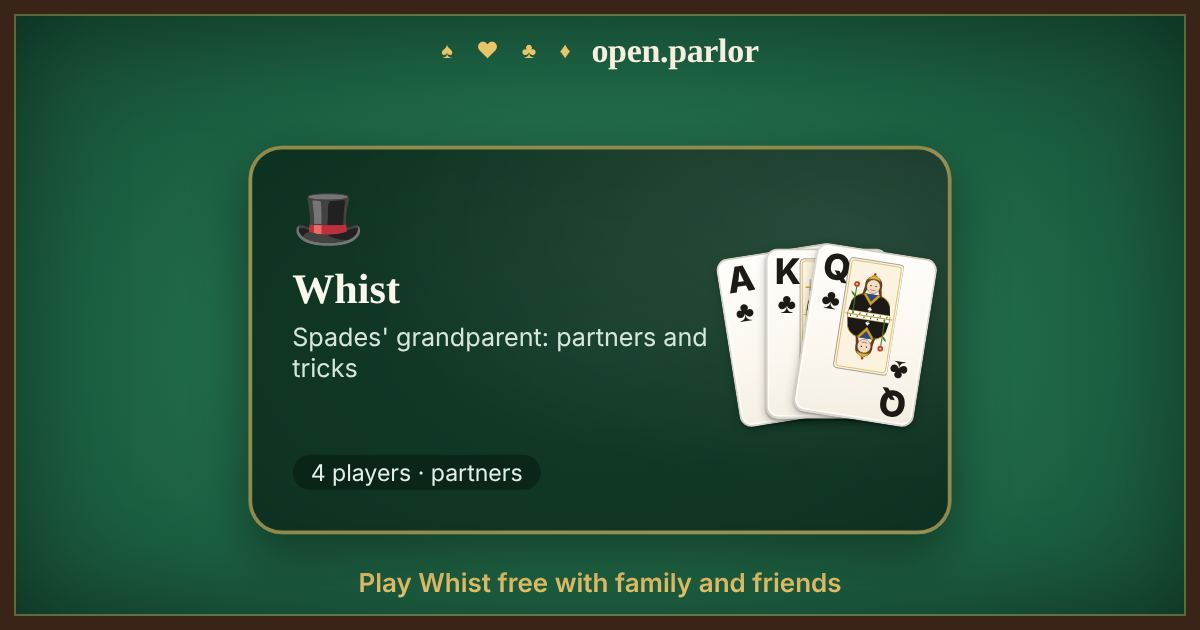 ♠ ♥ ♣ ♦ open.parlor
Whist
Spades' grandparent: partners and
tricks
A K Q
Q
4 players · partners
Play Whist free with family and friends